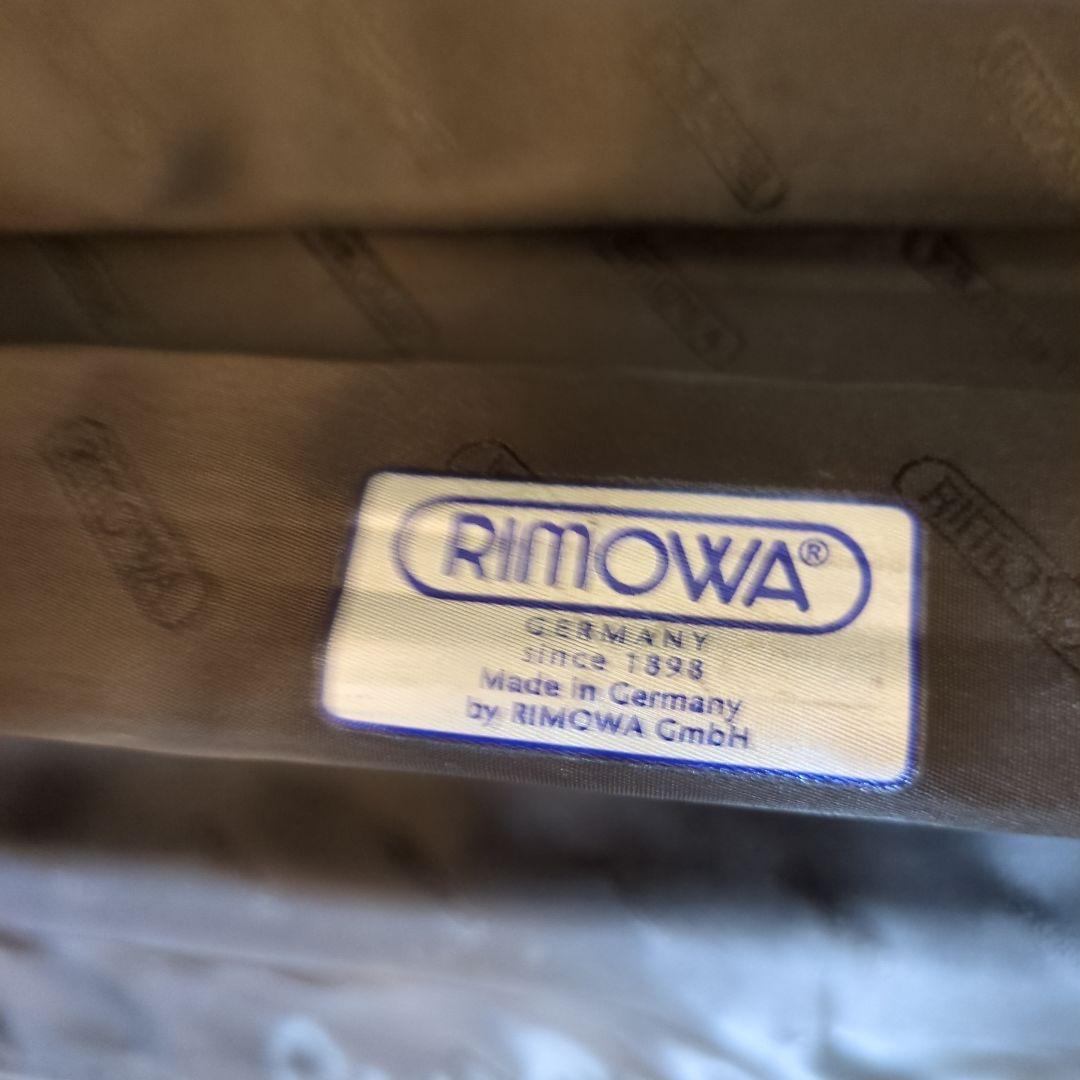 RIMOWA®
GERMANY
since 1898
Made in Germany
by RIMOWA GmbH